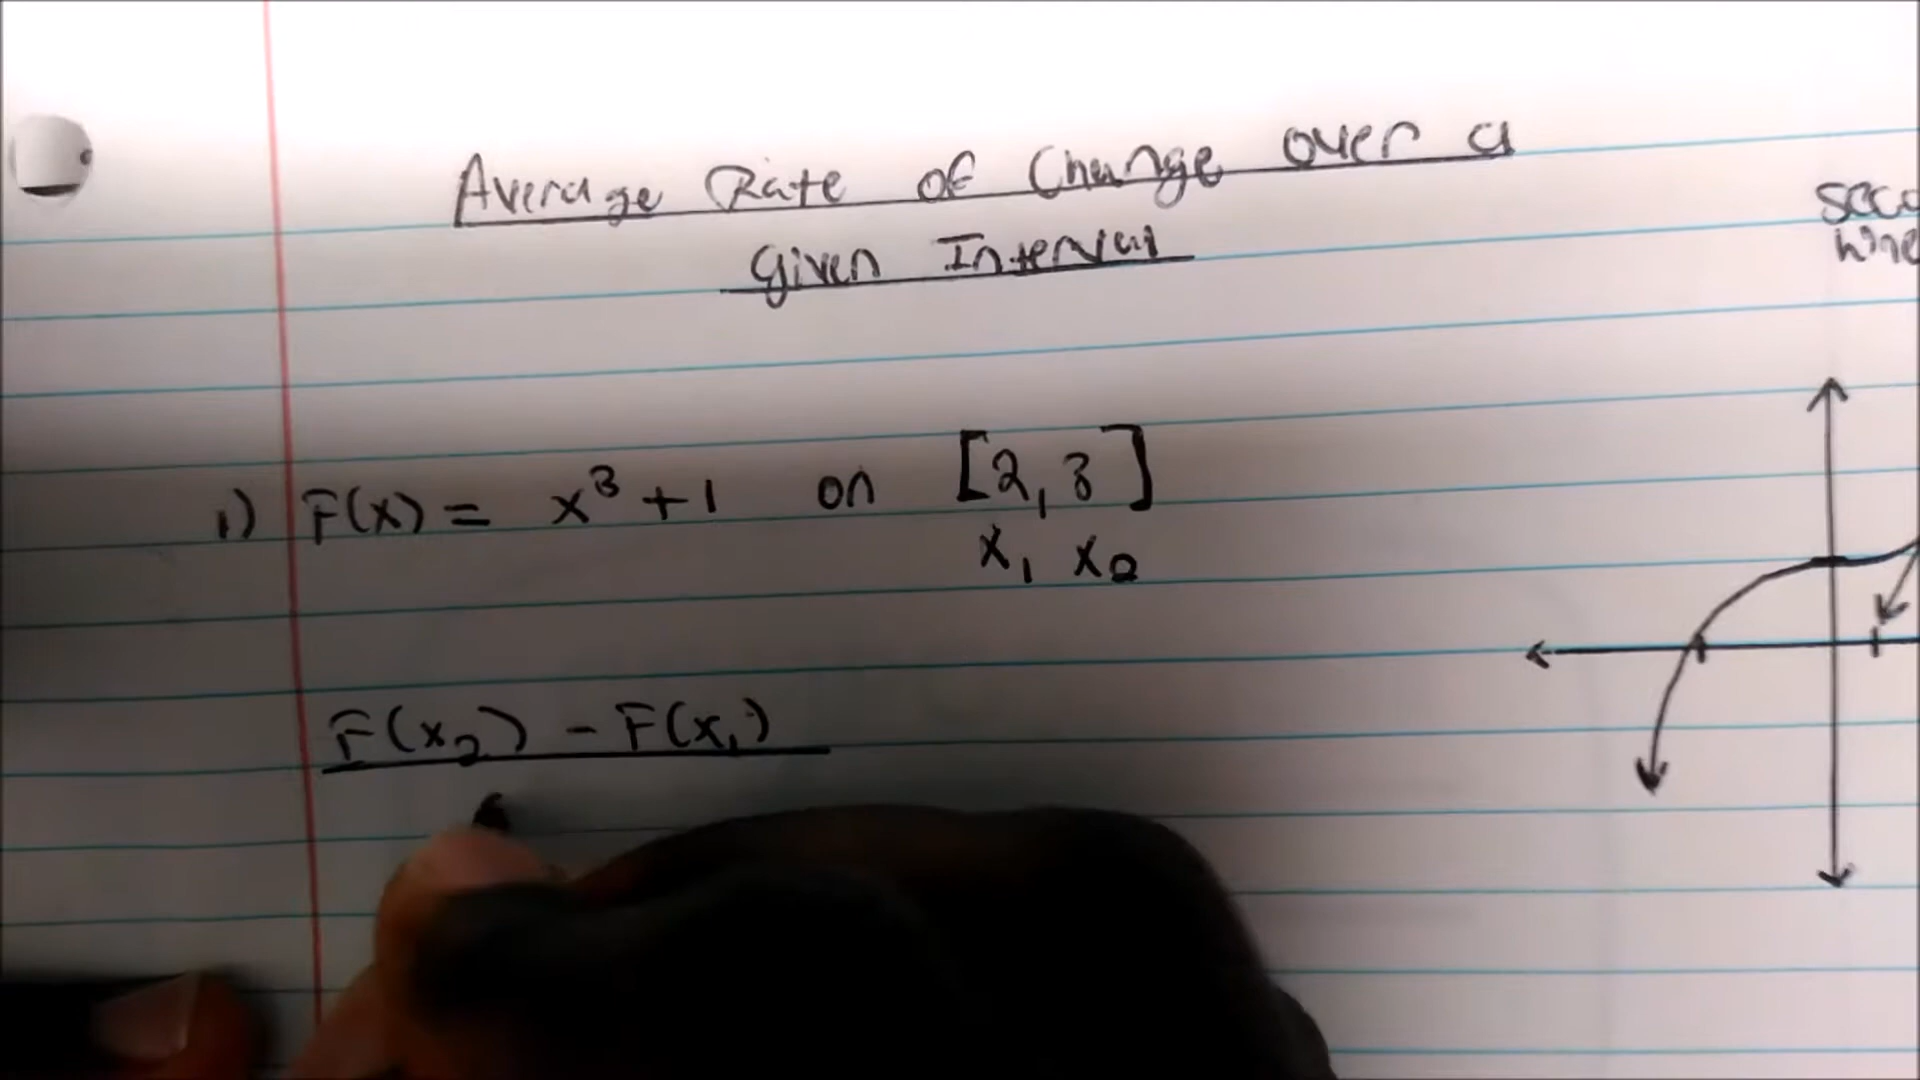 Average Rate of Change over a
Given Interval
1) F(x) = x³ + 1 on [2, 3]
x₁ x₂
F(x₂) - F(x₁)